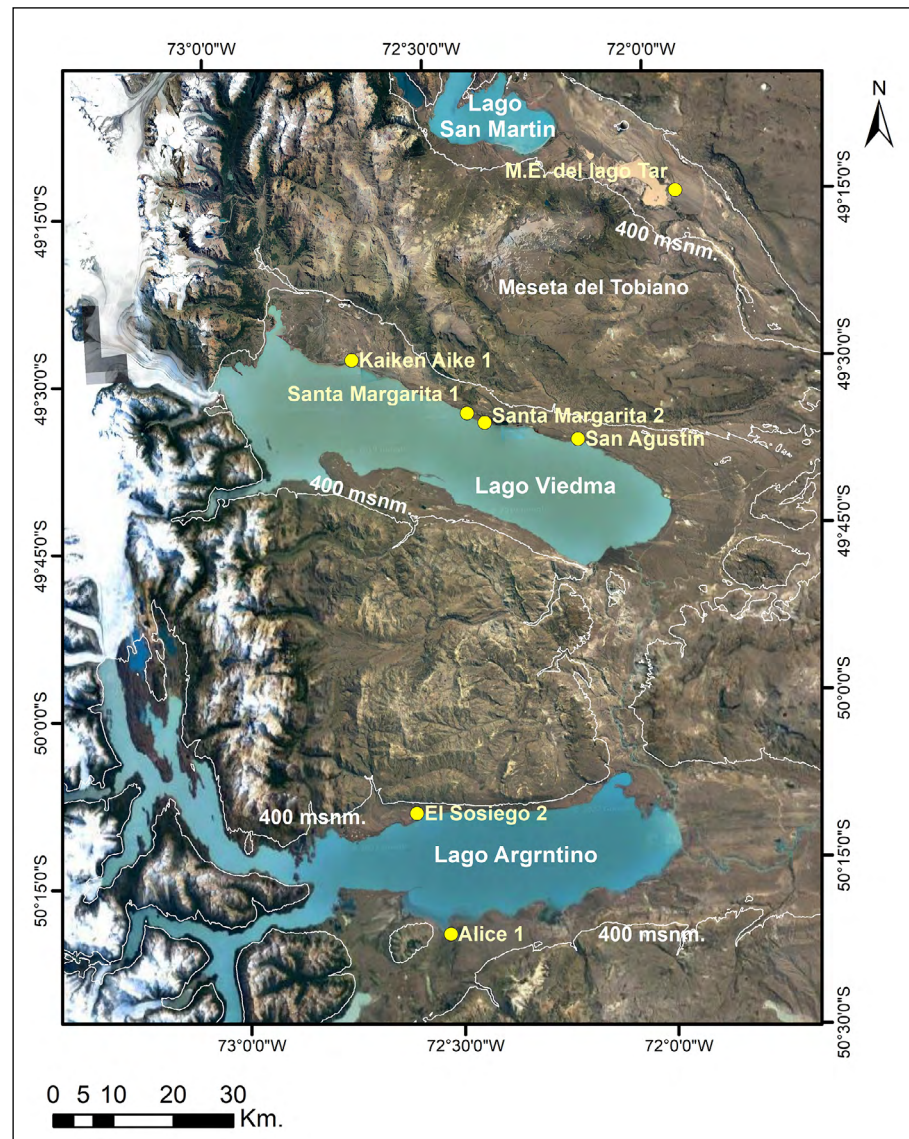 73°0'0"W
72°30'0"W
72°0'0"W
N
Lago
San Martin
M.E. del lago Tar
49°15'0"S
49°15'0"S
400 msnm.
Meseta del Tobiano
Kaiken Aike 1
49°30'0"S
49°30'0"S
Santa Margarita 1
Santa Margarita 2
San Agustín
400 msnm.
Lago Viedma
49°45'0"S
49°45'0"S
50°0'0"S
50°0'0"S
400 msnm.
El Sosiego 2
Lago Argrntino
50°15'0"S
50°15'0"S
Alice 1
400 msnm.
50°30'0"S
73°0'0"W
72°30'0"W
72°0'0"W
0 5 10 20 30
Km.